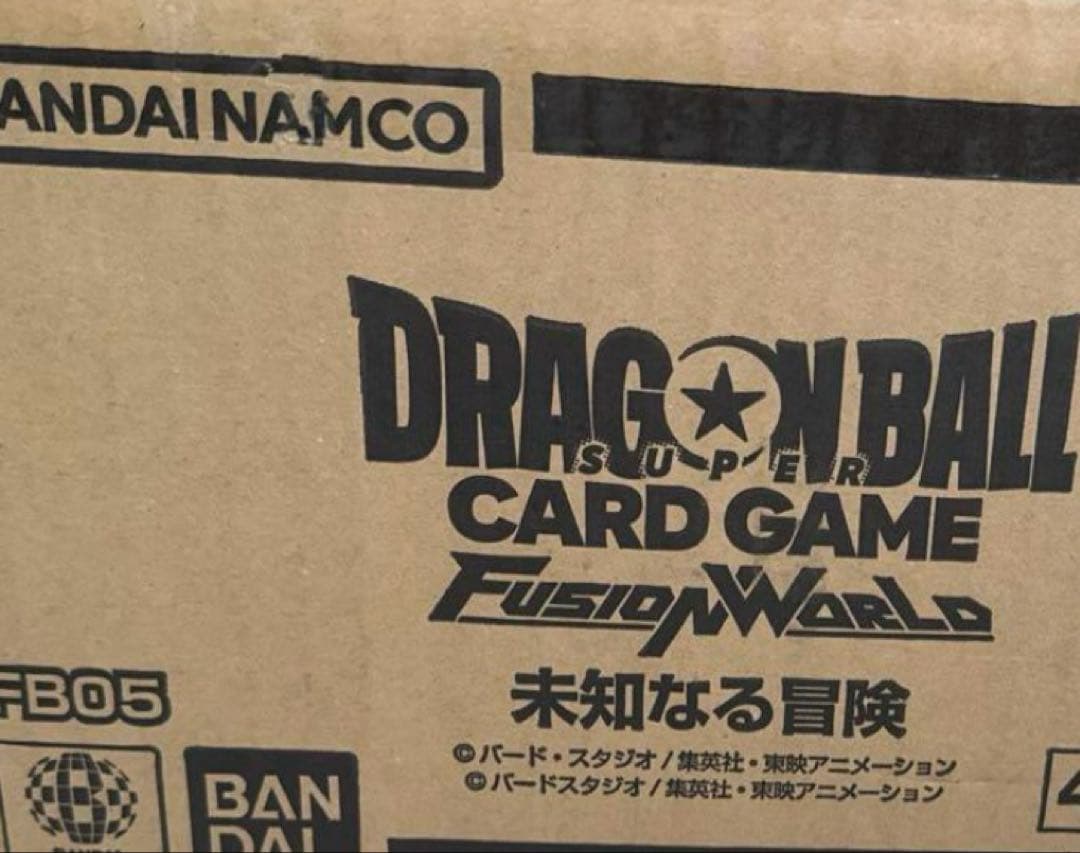 ANDAI NAMCO
DRAGON BALL
SUPER
CARD GAME
FUSION WORLD
未知なる冒険
FB05
©バード・スタジオ / 集英社・東映アニメーション
©バードスタジオ / 集英社・東映アニメーション
BAN
DAI